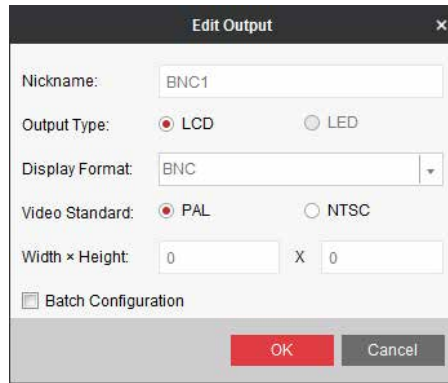 Edit Output ×
Nickname: BNC1
Output Type: LCD LED
Display Format: BNC
Video Standard: PAL NTSC
Width × Height: 0 X 0
Batch Configuration
OK Cancel